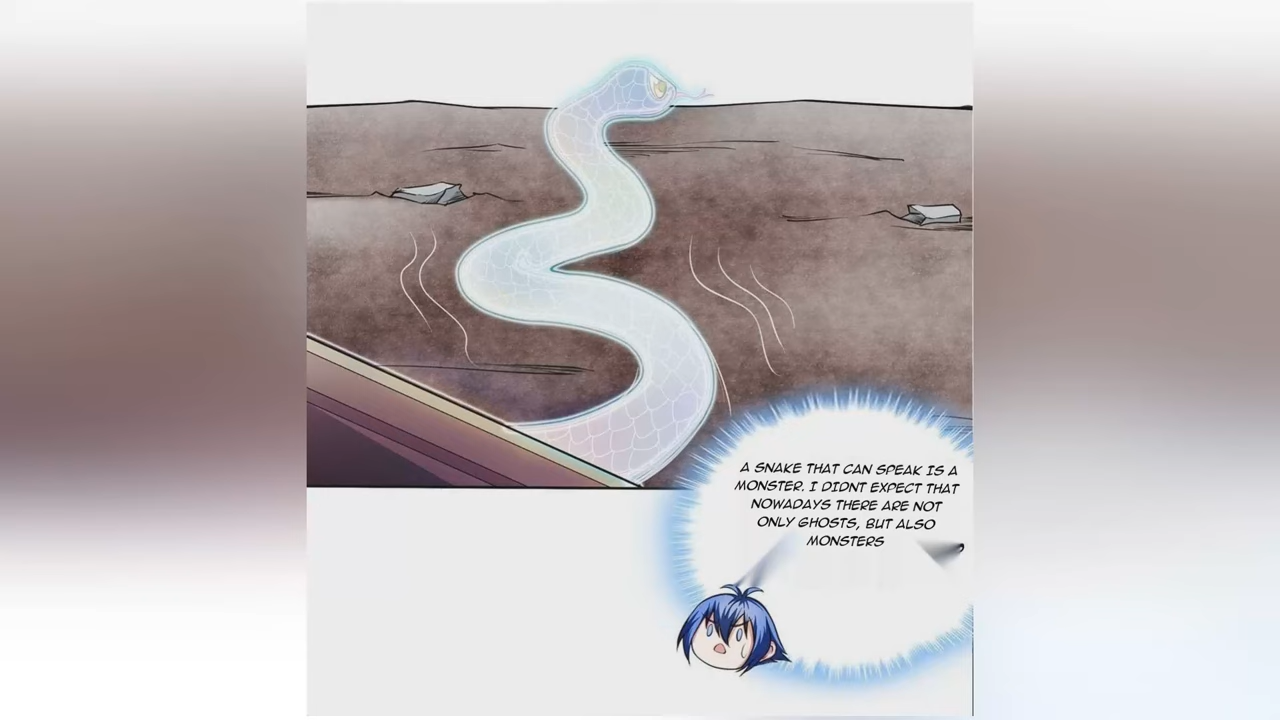 A SNAKE THAT CAN SPEAK IS A
MONSTER. I DIDNT EXPECT THAT
NOWADAYS THERE ARE NOT
ONLY GHOSTS, BUT ALSO
MONSTERS